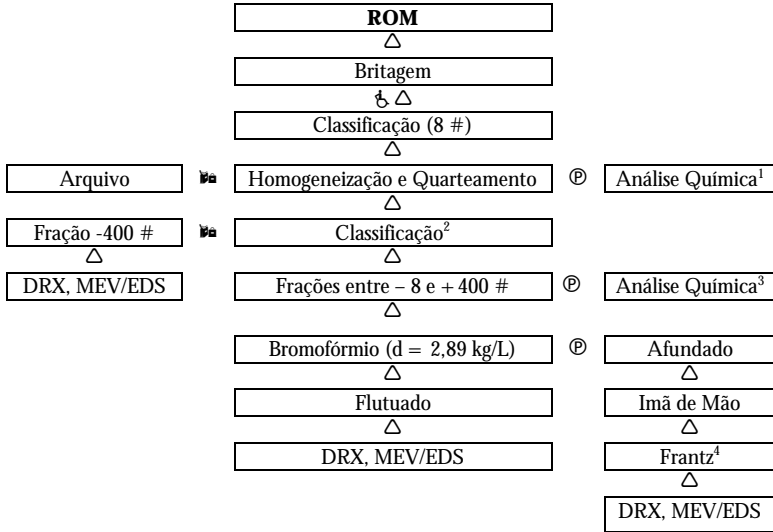 ROM
Britagem
Classificação (8 #)
Arquivo Homogeneização e Quarteamento ℗ Análise Química¹
Fração -400 # Classificação²
DRX, MEV/EDS Frações entre – 8 e + 400 # ℗ Análise Química³
Bromofórmio (d = 2,89 kg/L) ℗ Afundado
Flutuado Imã de Mão
DRX, MEV/EDS Frantz⁴
DRX, MEV/EDS